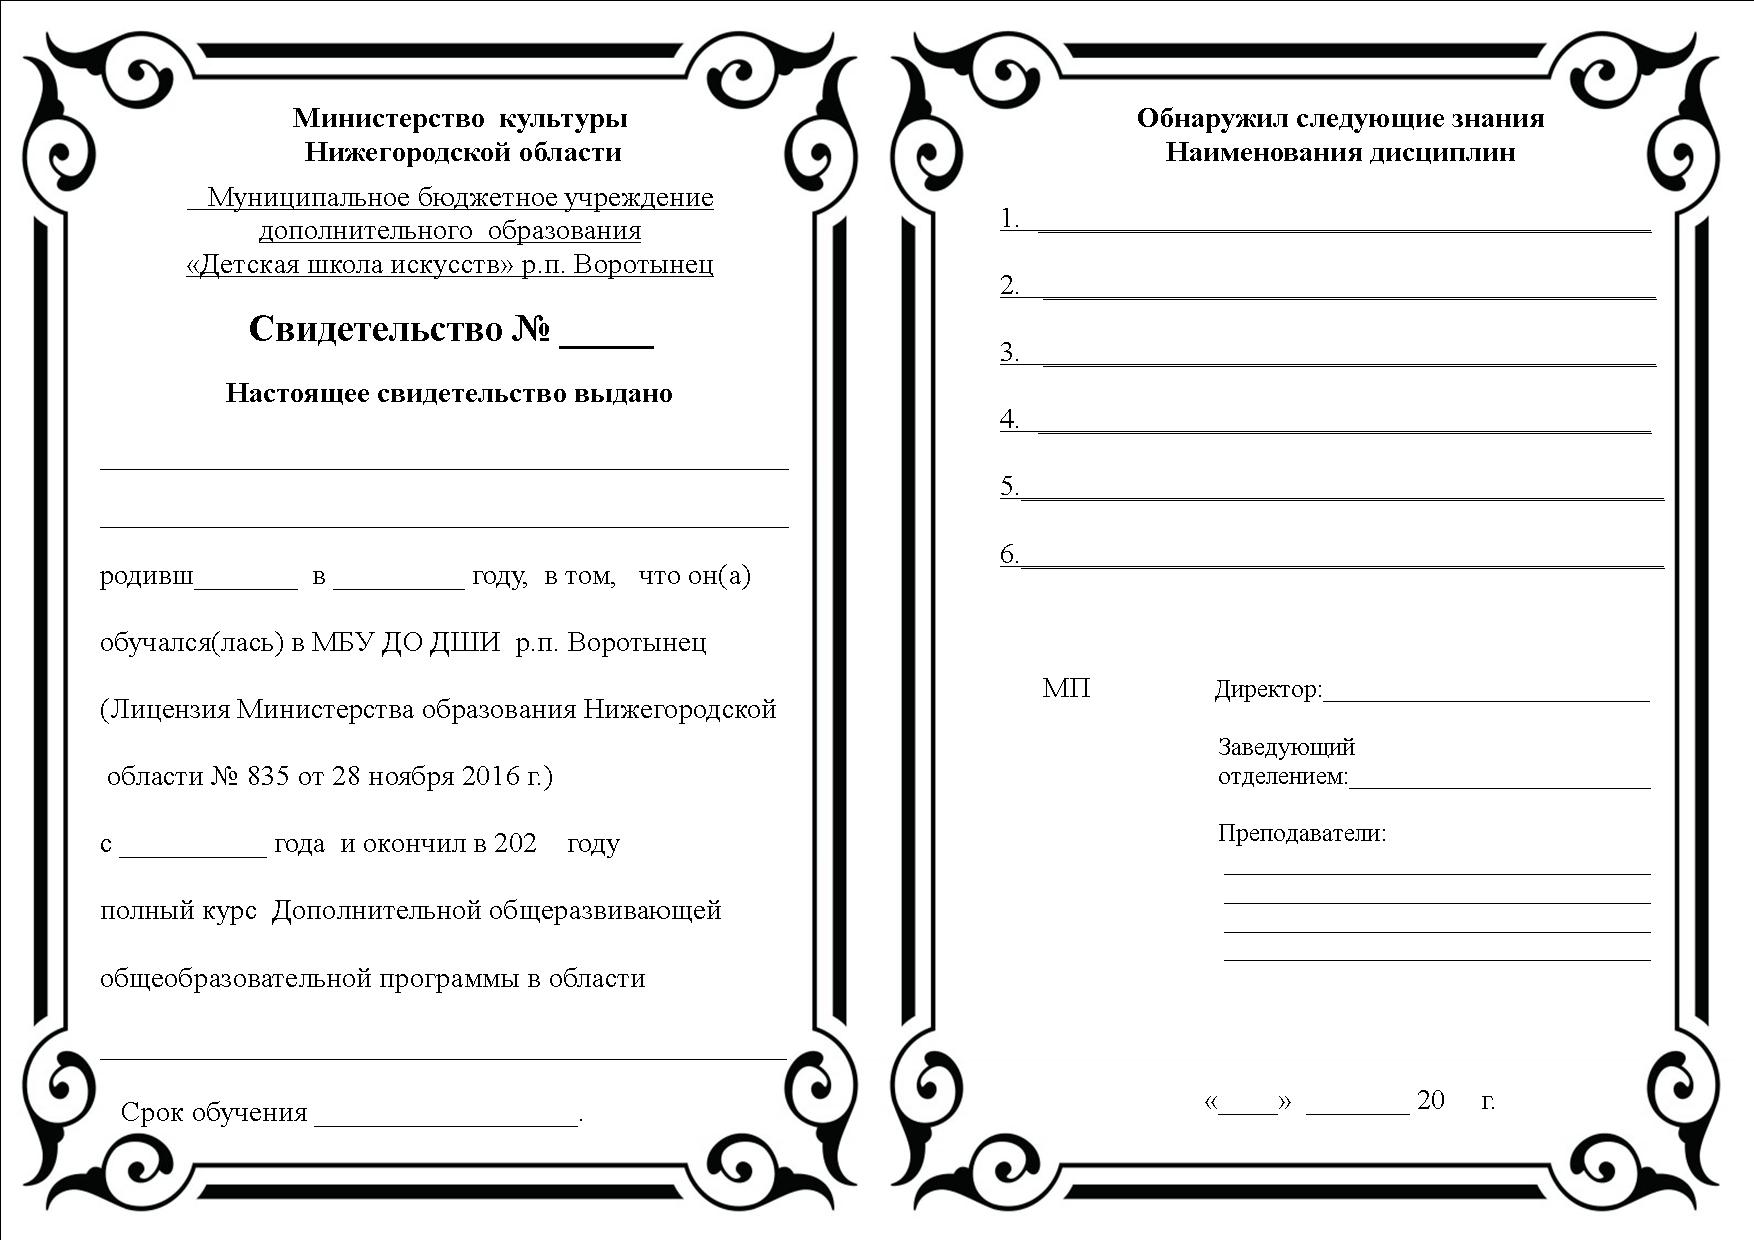 Министерство культуры
Нижегородской области
Муниципальное бюджетное учреждение
дополнительного образования
«Детская школа искусств» р.п. Воротынец
Свидетельство № _____
Настоящее свидетельство выдано
родивш_______ в _________ году, в том, что он(а)
обучался(лась) в МБУ ДО ДШИ р.п. Воротынец
(Лицензия Министерства образования Нижегородской
области № 835 от 28 ноября 2016 г.)
с __________ года и окончил в 202 году
полный курс Дополнительной общеразвивающей
общеобразовательной программы в области
Срок обучения __________________.
Обнаружил следующие знания
Наименования дисциплин
1.
2.
3.
4.
5.
6.
МП Директор:
Заведующий
отделением:
Преподаватели:
«____» _______ 20 г.